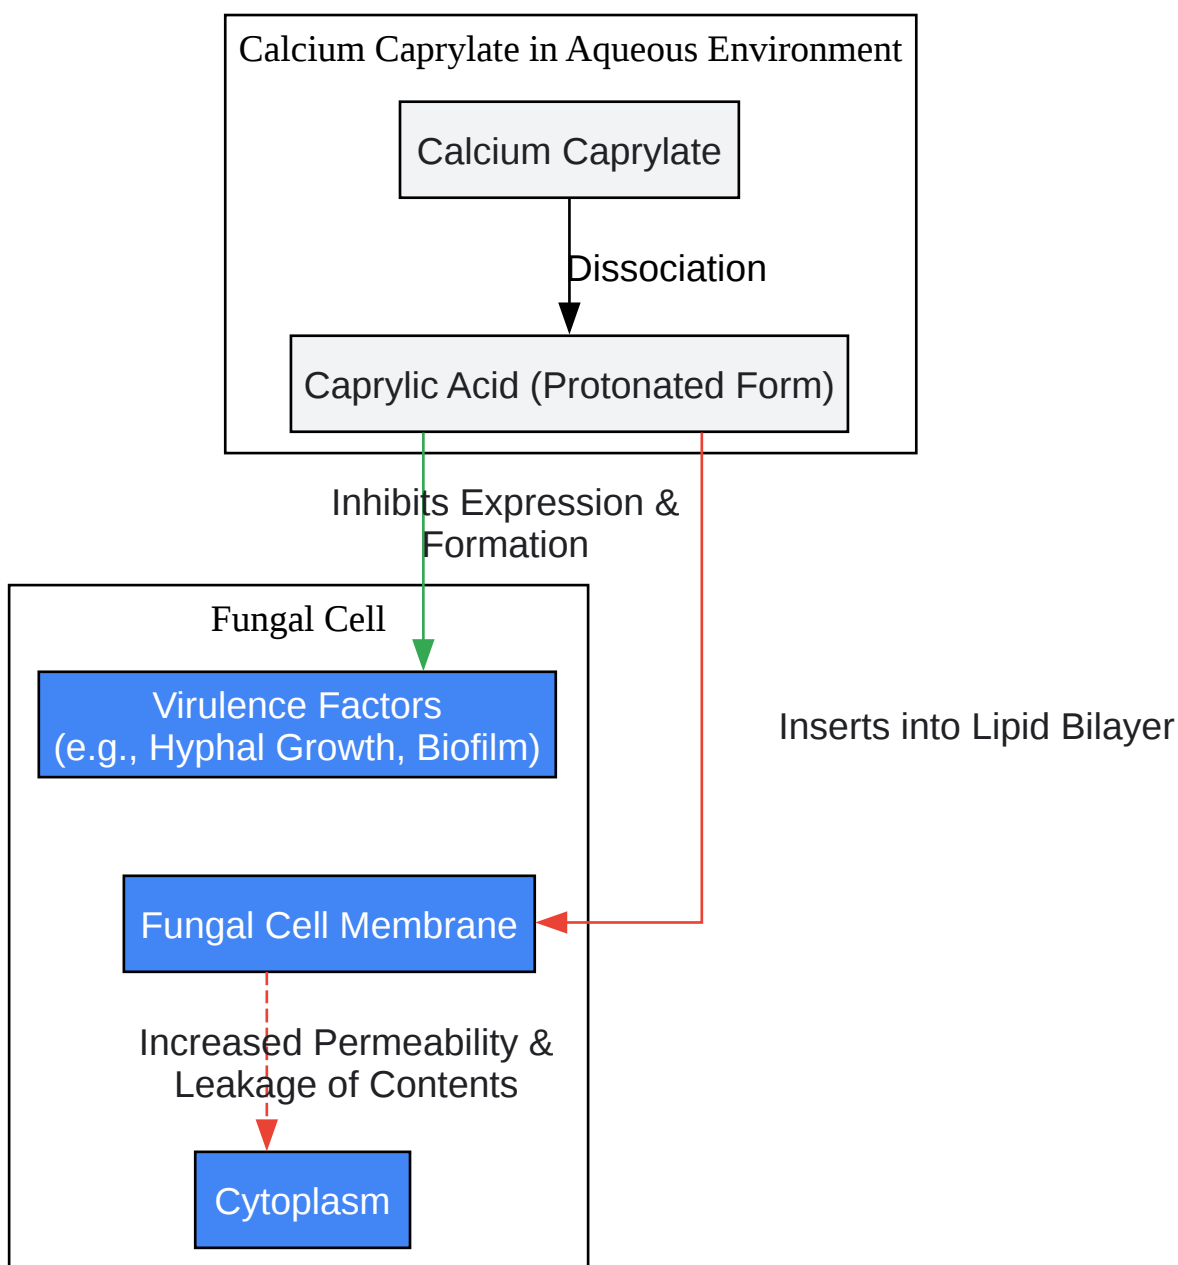 Calcium Caprylate in Aqueous Environment
Calcium Caprylate
Dissociation
Caprylic Acid (Protonated Form)
Inhibits Expression &
Formation
Fungal Cell
Virulence Factors
(e.g., Hyphal Growth, Biofilm)
Inserts into Lipid Bilayer
Fungal Cell Membrane
Increased Permeability &
Leakage of Contents
Cytoplasm